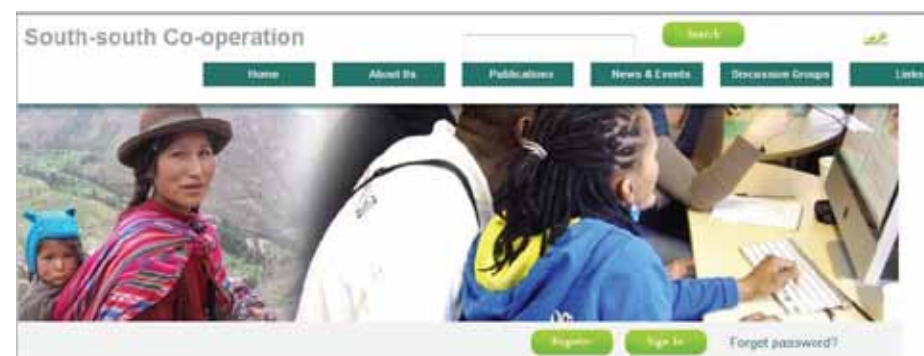 South-south Co-operation
Search
Home About Us Publications News & Events Discussion Groups Links
Register Sign In Forget password?